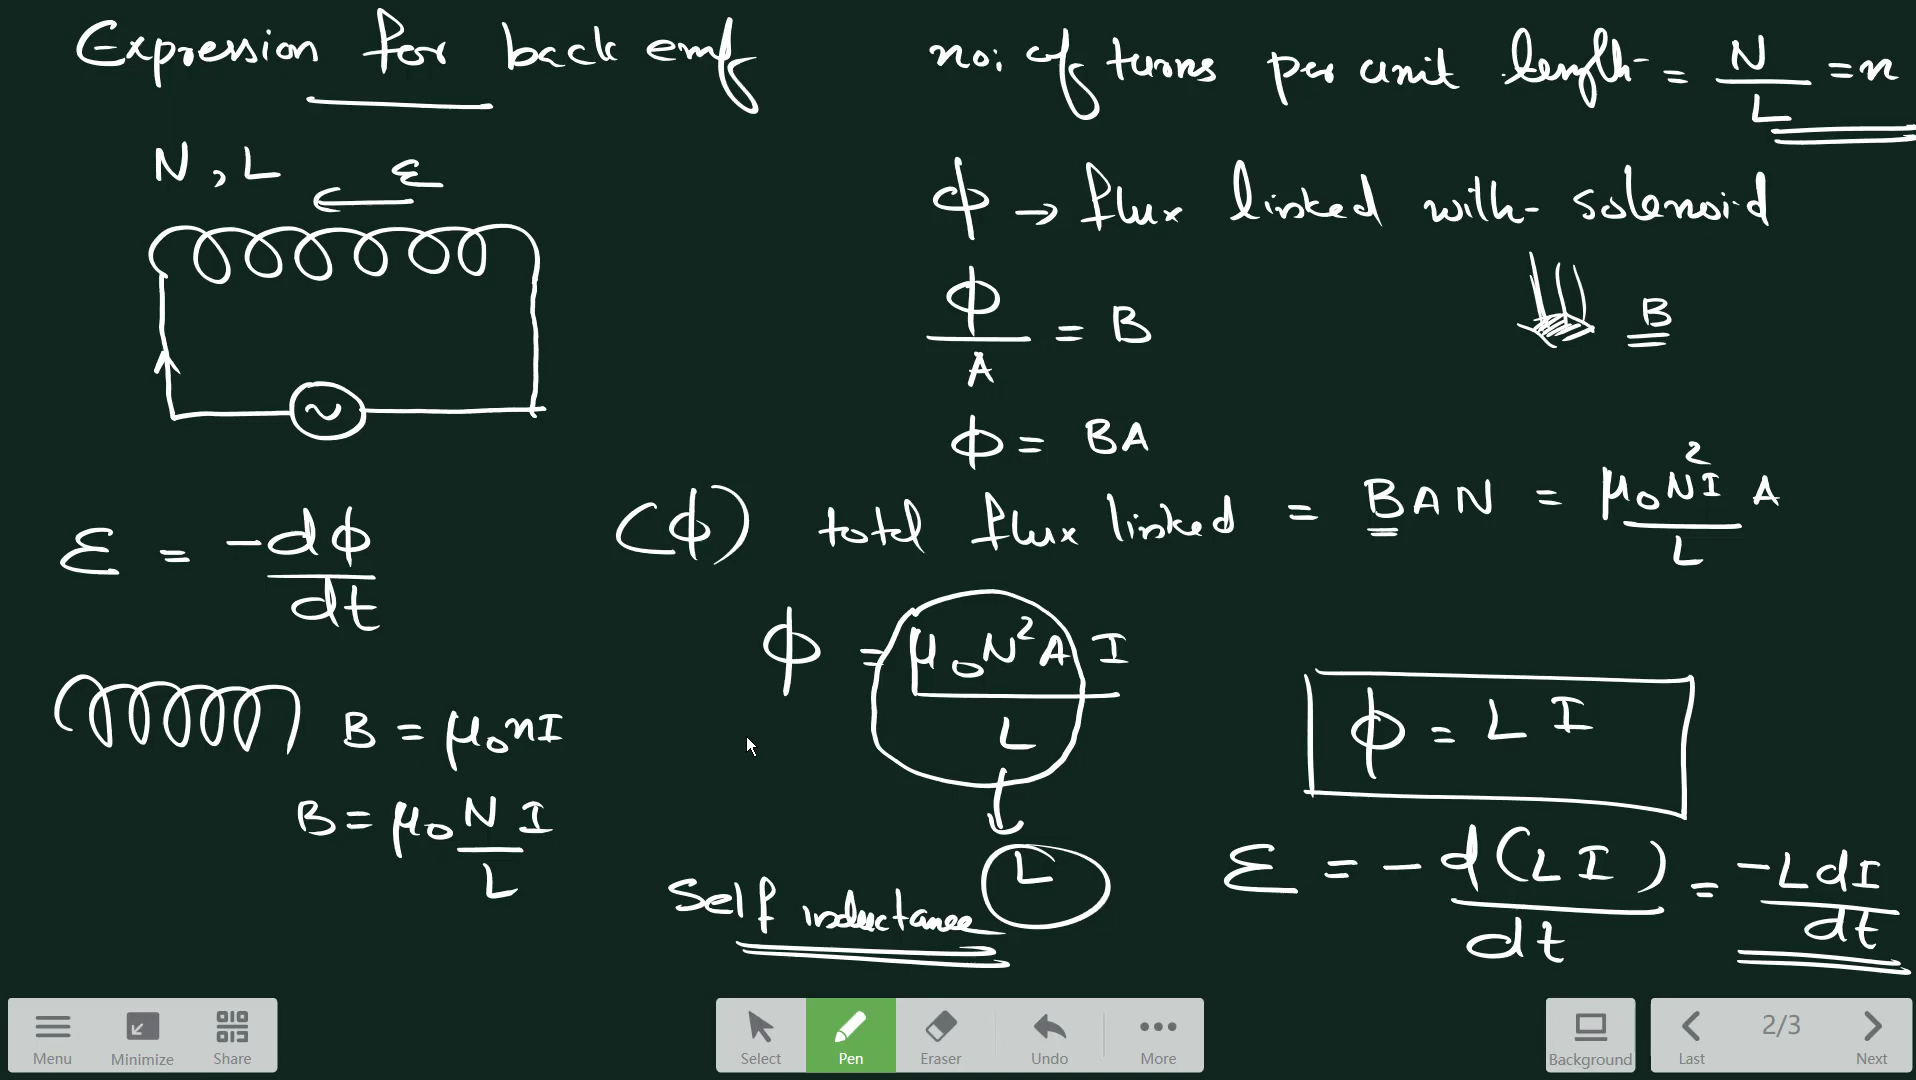 Expression for back emf
no: of turns per unit length = N/L = n
N, L
ε
ϕ → flux linked with solenoid
ϕ/A = B
B
ϕ = BA
(ϕ) total flux linked = BAN = μ₀N²I A/L
ε = -dϕ/dt
ϕ = μ₀N²A I/L
B = μ₀nI
ϕ = L I
B = μ₀ N I/L
L
Self inductance
ε = - d(LI)/dt = -L dI/dt
Menu
Minimize
Share
Select
Pen
Eraser
Undo
More
Background
Last
2/3
Next